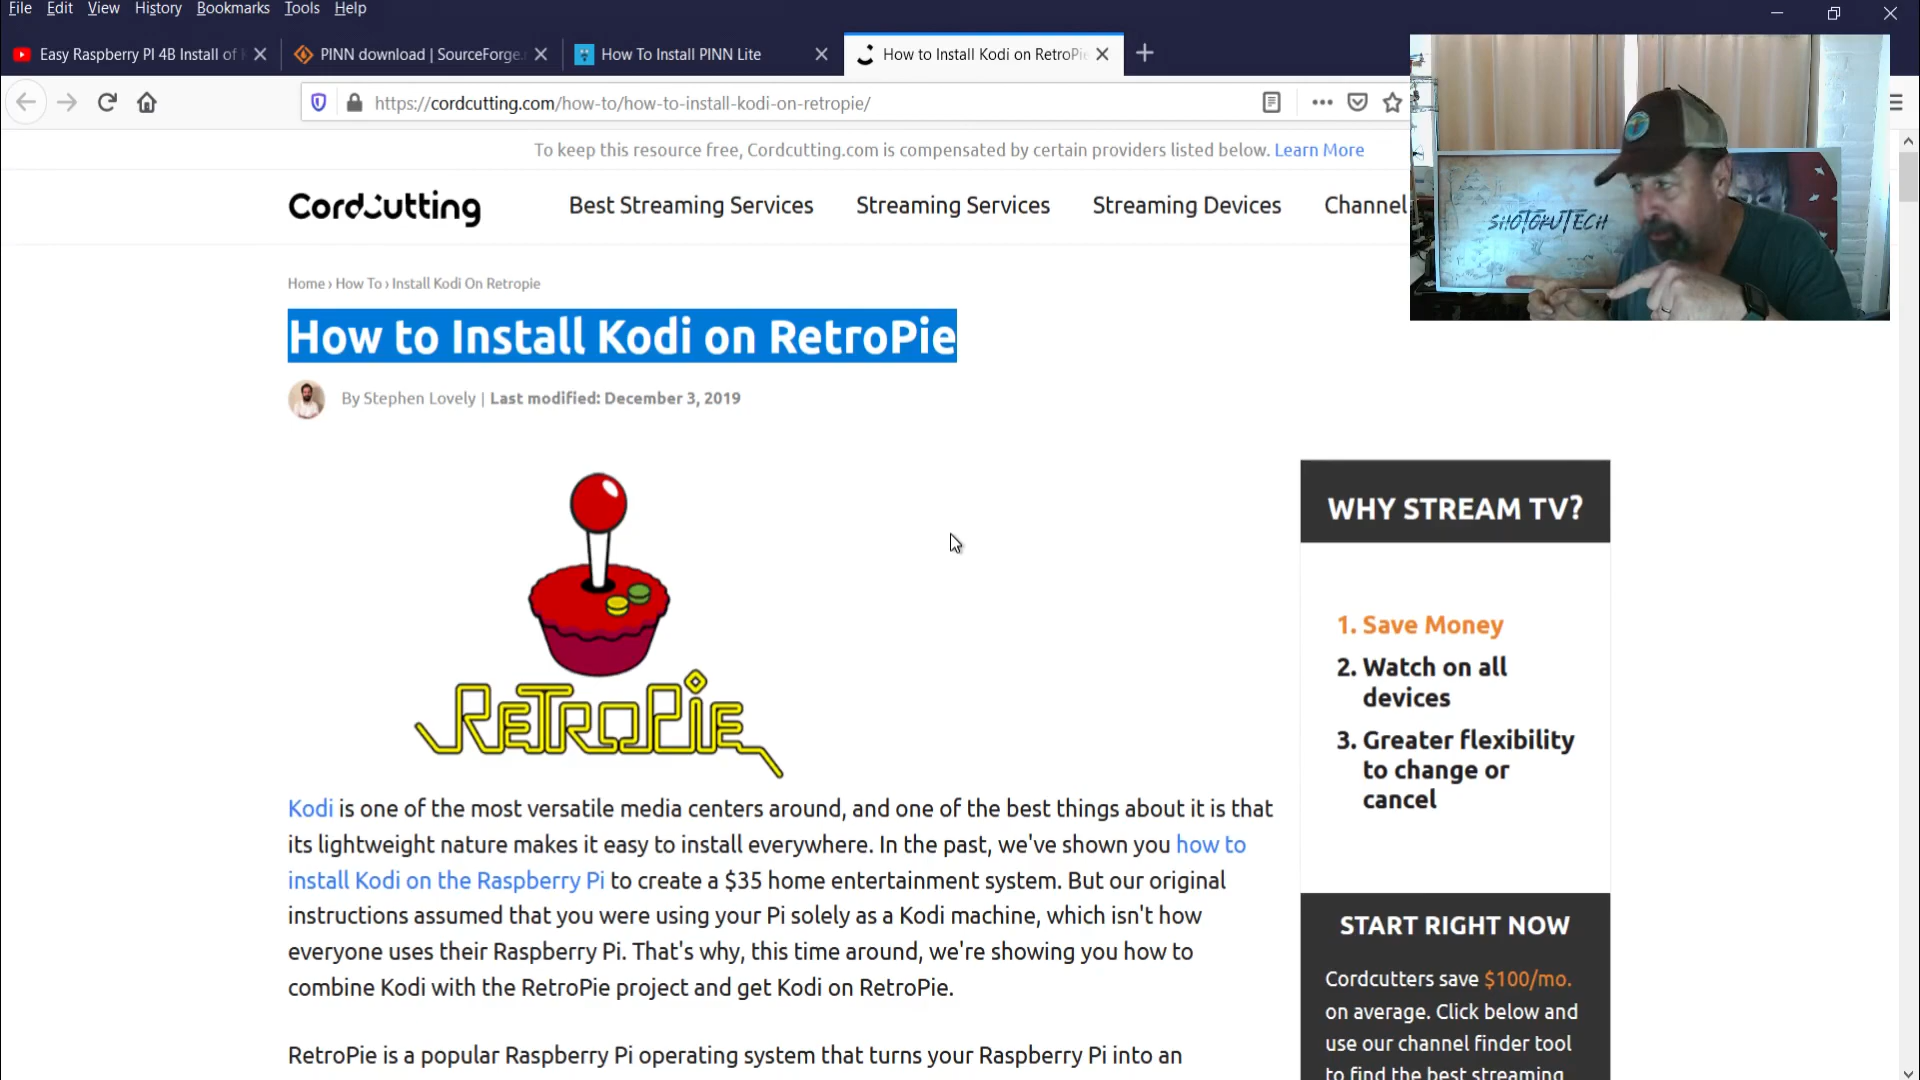 File Edit View History Bookmarks Tools Help
Easy Raspberry PI 4B Install of
PINN download | SourceForge.
How To Install PINN Lite
How to Install Kodi on RetroPie
https://cordcutting.com/how-to/how-to-install-kodi-on-retropie/
To keep this resource free, Cordcutting.com is compensated by certain providers listed below. Learn More
Cordcutting
Best Streaming Services
Streaming Services
Streaming Devices
Channel
SHOTOKUTECH
Home › How To › Install Kodi On Retropie
How to Install Kodi on RetroPie
By Stephen Lovely | Last modified: December 3, 2019
RETROPIE
Kodi is one of the most versatile media centers around, and one of the best things about it is that
its lightweight nature makes it easy to install everywhere. In the past, we've shown you how to
install Kodi on the Raspberry Pi to create a $35 home entertainment system. But our original
instructions assumed that you were using your Pi solely as a Kodi machine, which isn't how
everyone uses their Raspberry Pi. That's why, this time around, we're showing you how to
combine Kodi with the RetroPie project and get Kodi on RetroPie.
RetroPie is a popular Raspberry Pi operating system that turns your Raspberry Pi into an
WHY STREAM TV?
1. Save Money
2. Watch on all
devices
3. Greater flexibility
to change or
cancel
START RIGHT NOW
Cordcutters save $100/mo.
on average. Click below and
use our channel finder tool
to find the best streaming